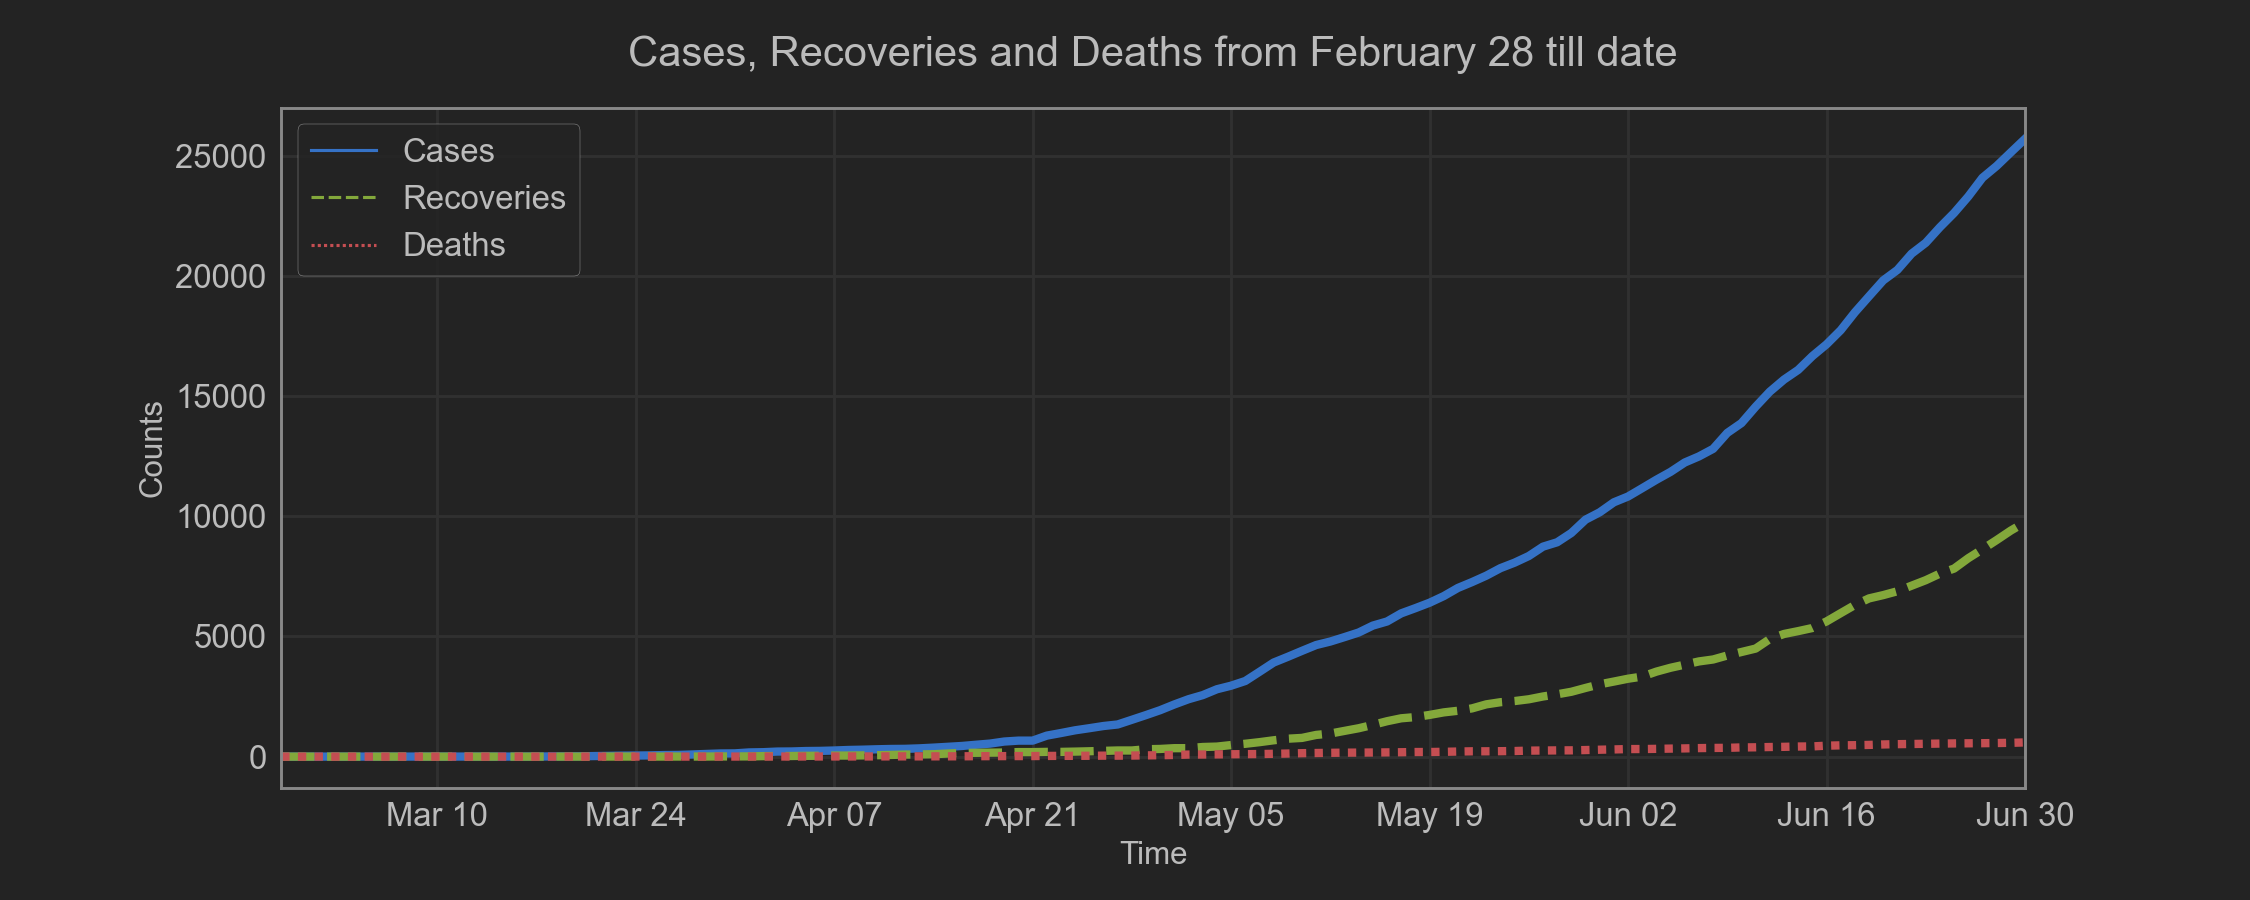 Cases, Recoveries and Deaths from February 28 till date
Cases
Recoveries
Deaths
25000
20000
15000
10000
5000
0
Counts
Mar 10 Mar 24 Apr 07 Apr 21 May 05 May 19 Jun 02 Jun 16 Jun 30
Time